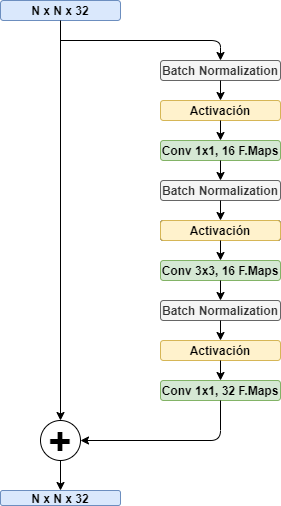 N x N x 32
Batch Normalization
Activación
Conv 1x1, 16 F.Maps
Batch Normalization
Activación
Conv 3x3, 16 F.Maps
Batch Normalization
Activación
Conv 1x1, 32 F.Maps
+
N x N x 32